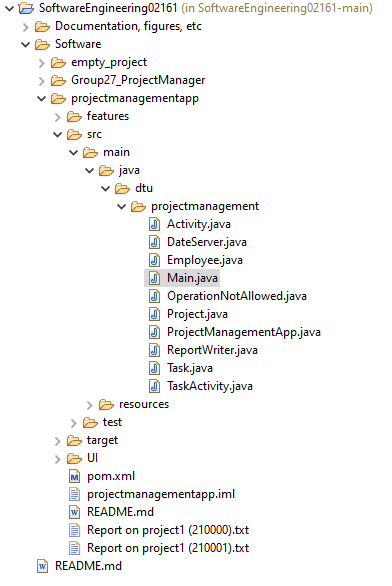 SoftwareEngineering02161 (in SoftwareEngineering02161-main)
Documentation, figures, etc
Software
empty_project
Group27_ProjectManager
projectmanagementapp
features
src
main
java
dtu
projectmanagement
Activity.java
DateServer.java
Employee.java
Main.java
OperationNotAllowed.java
Project.java
ProjectManagementApp.java
ReportWriter.java
Task.java
TaskActivity.java
resources
test
target
UI
pom.xml
projectmanagementapp.iml
README.md
Report on project1 (210000).txt
Report on project1 (210001).txt
README.md